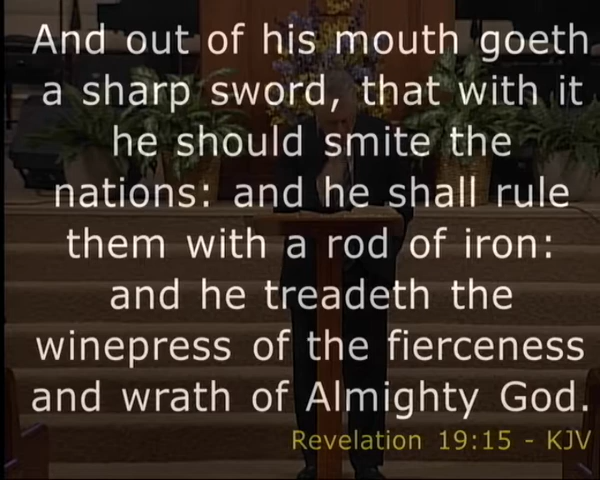 And out of his mouth goeth
a sharp sword, that with it
he should smite the
nations: and he shall rule
them with a rod of iron:
and he treadeth the
winepress of the fierceness
and wrath of Almighty God.
Revelation 19:15 - KJV